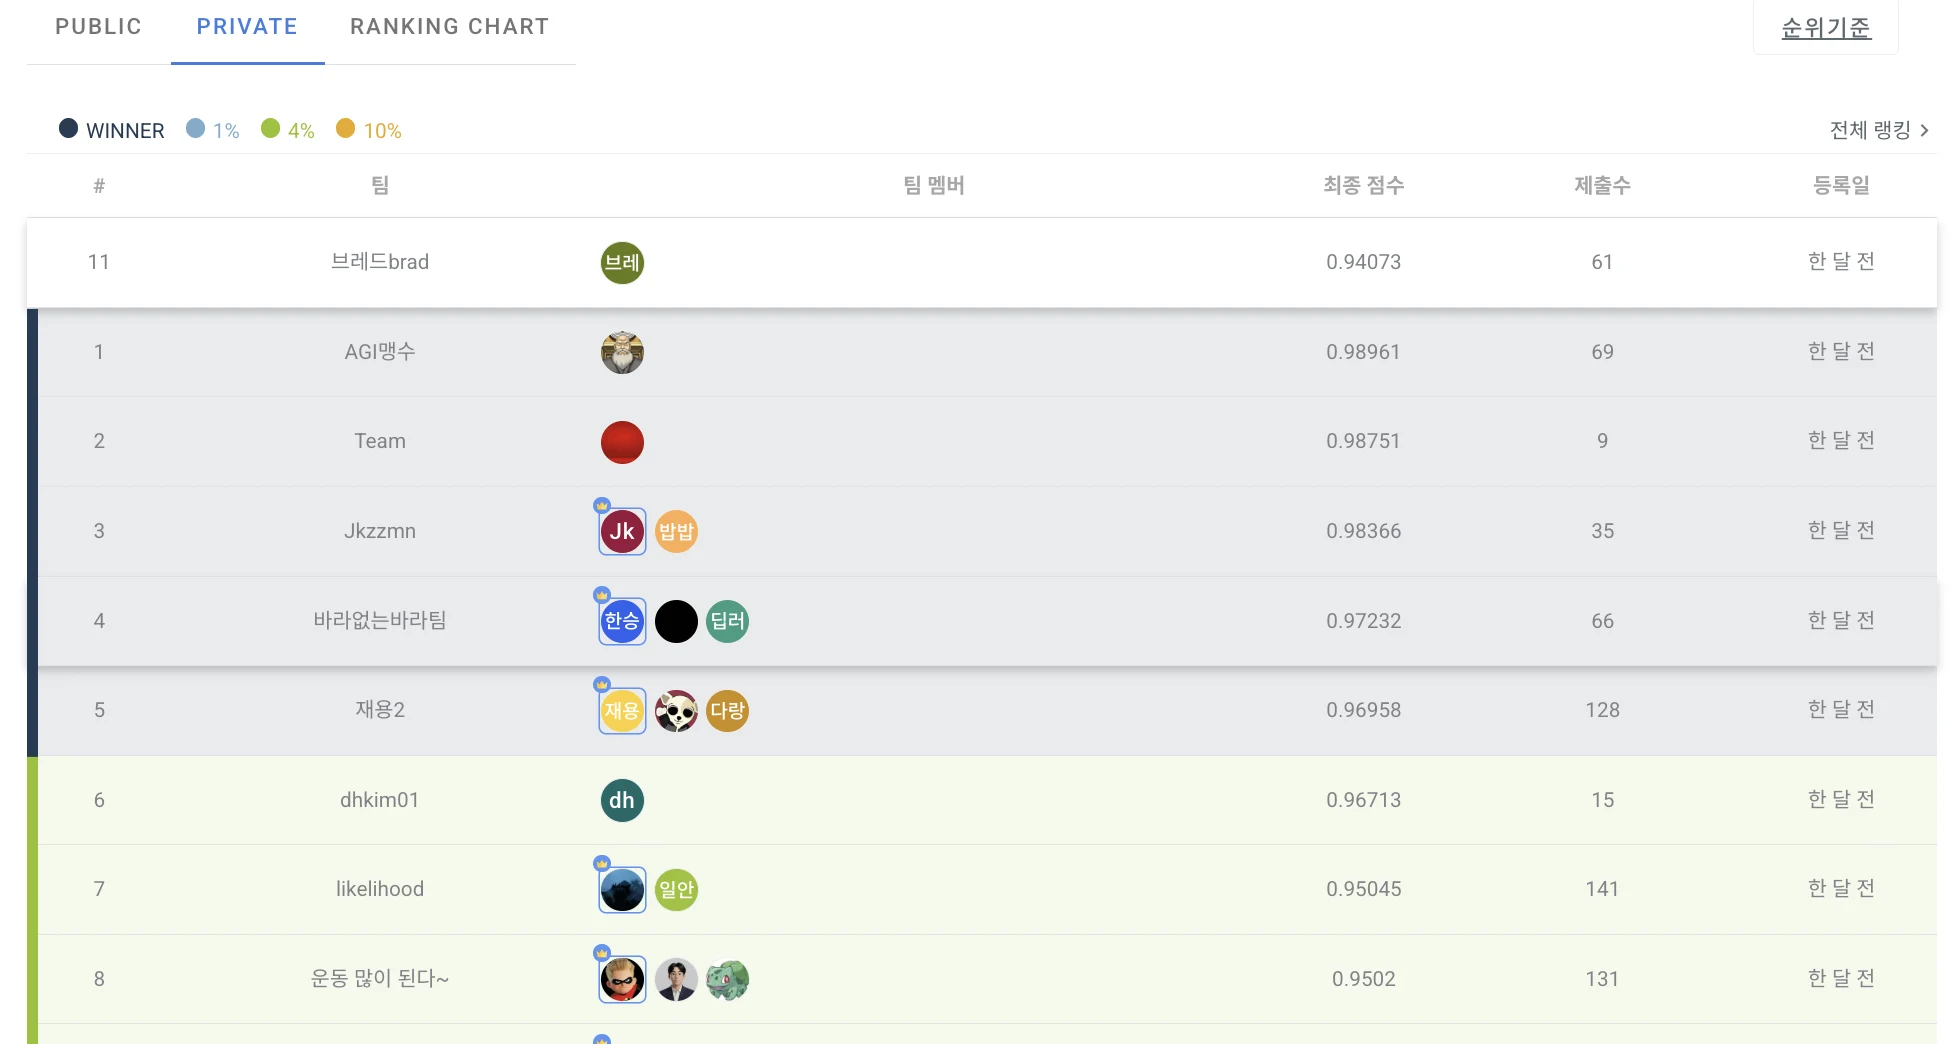 PUBLIC PRIVATE RANKING CHART 순위기준
WINNER 1% 4% 10% 전체 랭킹 >
# 팀 팀 멤버 최종 점수 제출수 등록일
11 브레드brad 브레 0.94073 61 한 달 전
1 AGI맹수 0.98961 69 한 달 전
2 Team 0.98751 9 한 달 전
3 Jkzzmn Jk 밥밥 0.98366 35 한 달 전
4 바라없는바라팀 한승 딥러 0.97232 66 한 달 전
5 재용2 재용 다랑 0.96958 128 한 달 전
6 dhkim01 dh 0.96713 15 한 달 전
7 likelihood 일안 0.95045 141 한 달 전
8 운동 많이 된다~ 0.9502 131 한 달 전